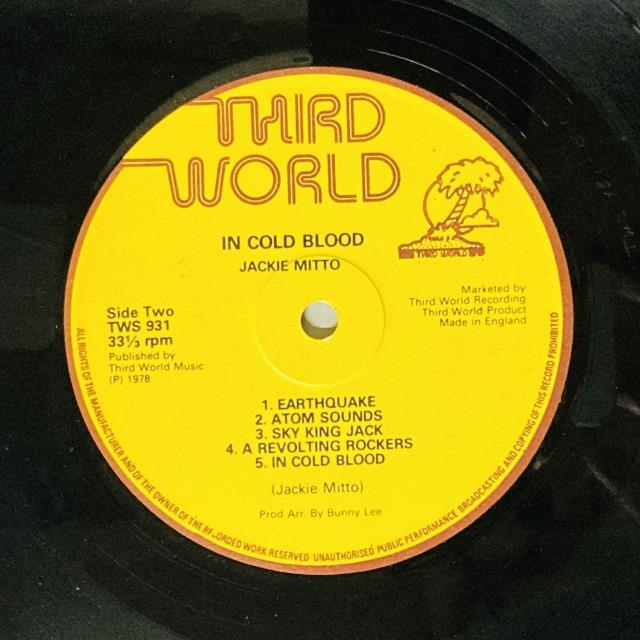 THIRD
WORLD
THIRD WORLD
IN COLD BLOOD
JACKIE MITTO
Side Two
TWS 931
33⅓ rpm
Published by
Third World Music
(P) 1978
Marketed by
Third World Recording
Third World Product
Made in England
1. EARTHQUAKE
2. ATOM SOUNDS
3. SKY KING JACK
4. A REVOLTING ROCKERS
5. IN COLD BLOOD
(Jackie Mitto)
Prod Arr. By Bunny Lee
ALL RIGHTS OF THE MANUFACTURER AND OF THE OWNER OF THE RECORDED WORK RESERVED UNAUTHORISED PUBLIC PERFORMANCE BROADCASTING AND COPYING OF THIS RECORD PROHIBITED